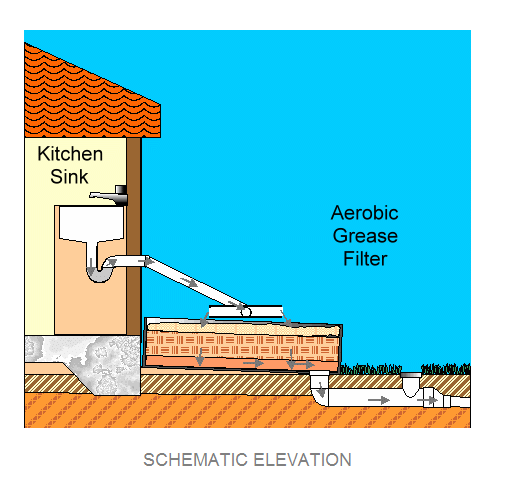 Kitchen
Sink
Aerobic
Grease
Filter
SCHEMATIC ELEVATION